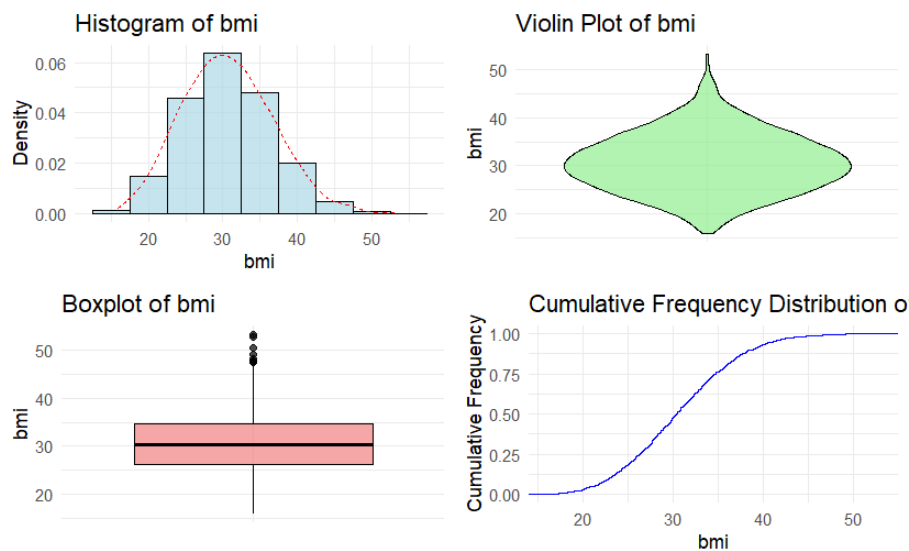 Histogram of bmi
Density
0.06
0.04
0.02
0.00
20 30 40 50
bmi
Violin Plot of bmi
bmi
50
40
30
20
Boxplot of bmi
bmi
50
40
30
20
Cumulative Frequency Distribution o
Cumulative Frequency
1.00
0.75
0.50
0.25
0.00
20 30 40 50
bmi